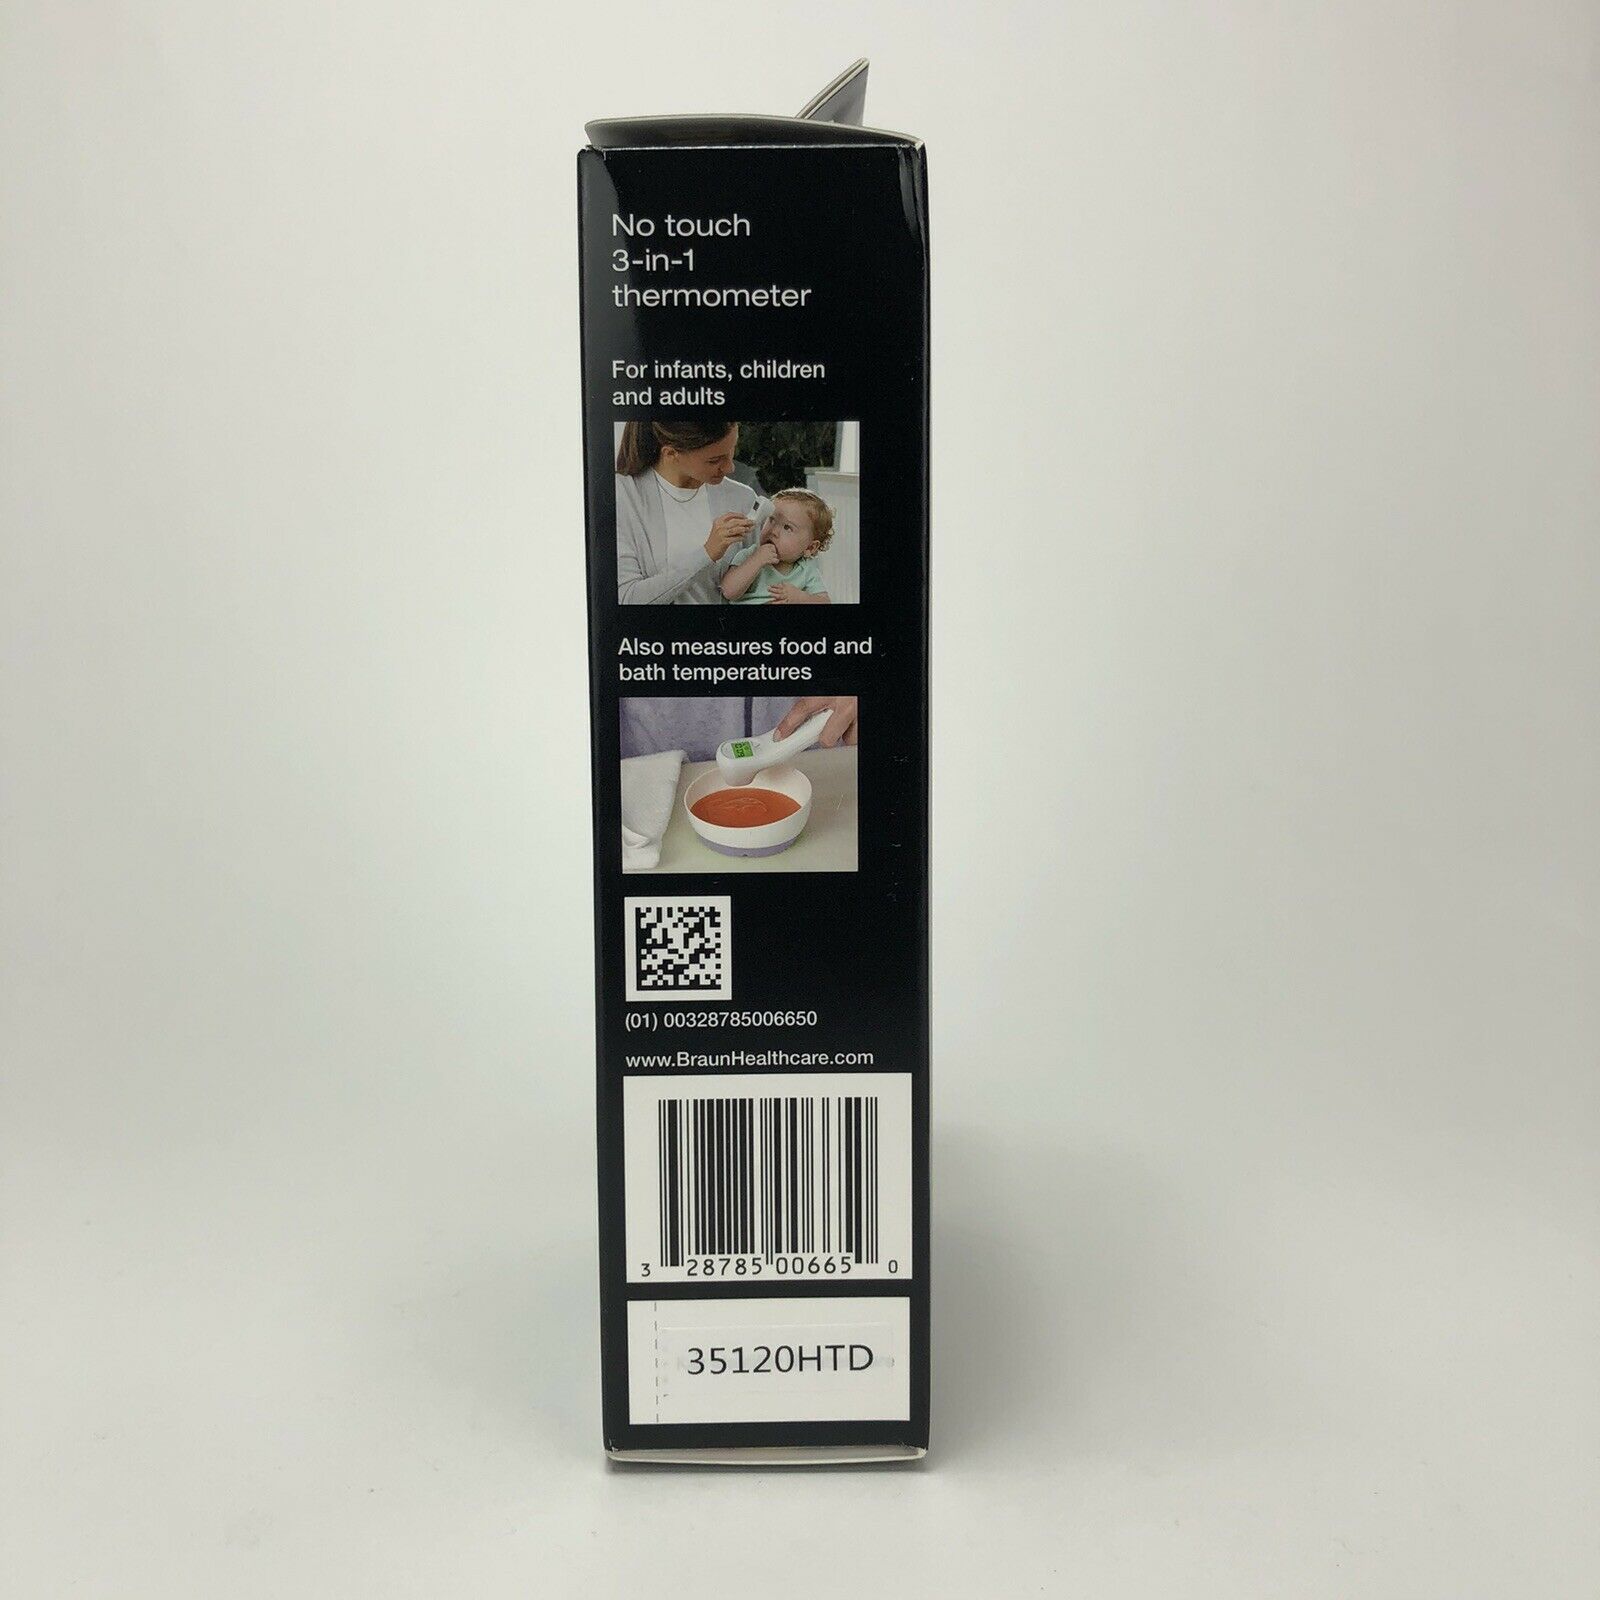 No touch
3-in-1
thermometer
For infants, children
and adults
Also measures food and
bath temperatures
(01) 00328785006650
www.BraunHealthcare.com
3 28785 00665 0
35120HTD